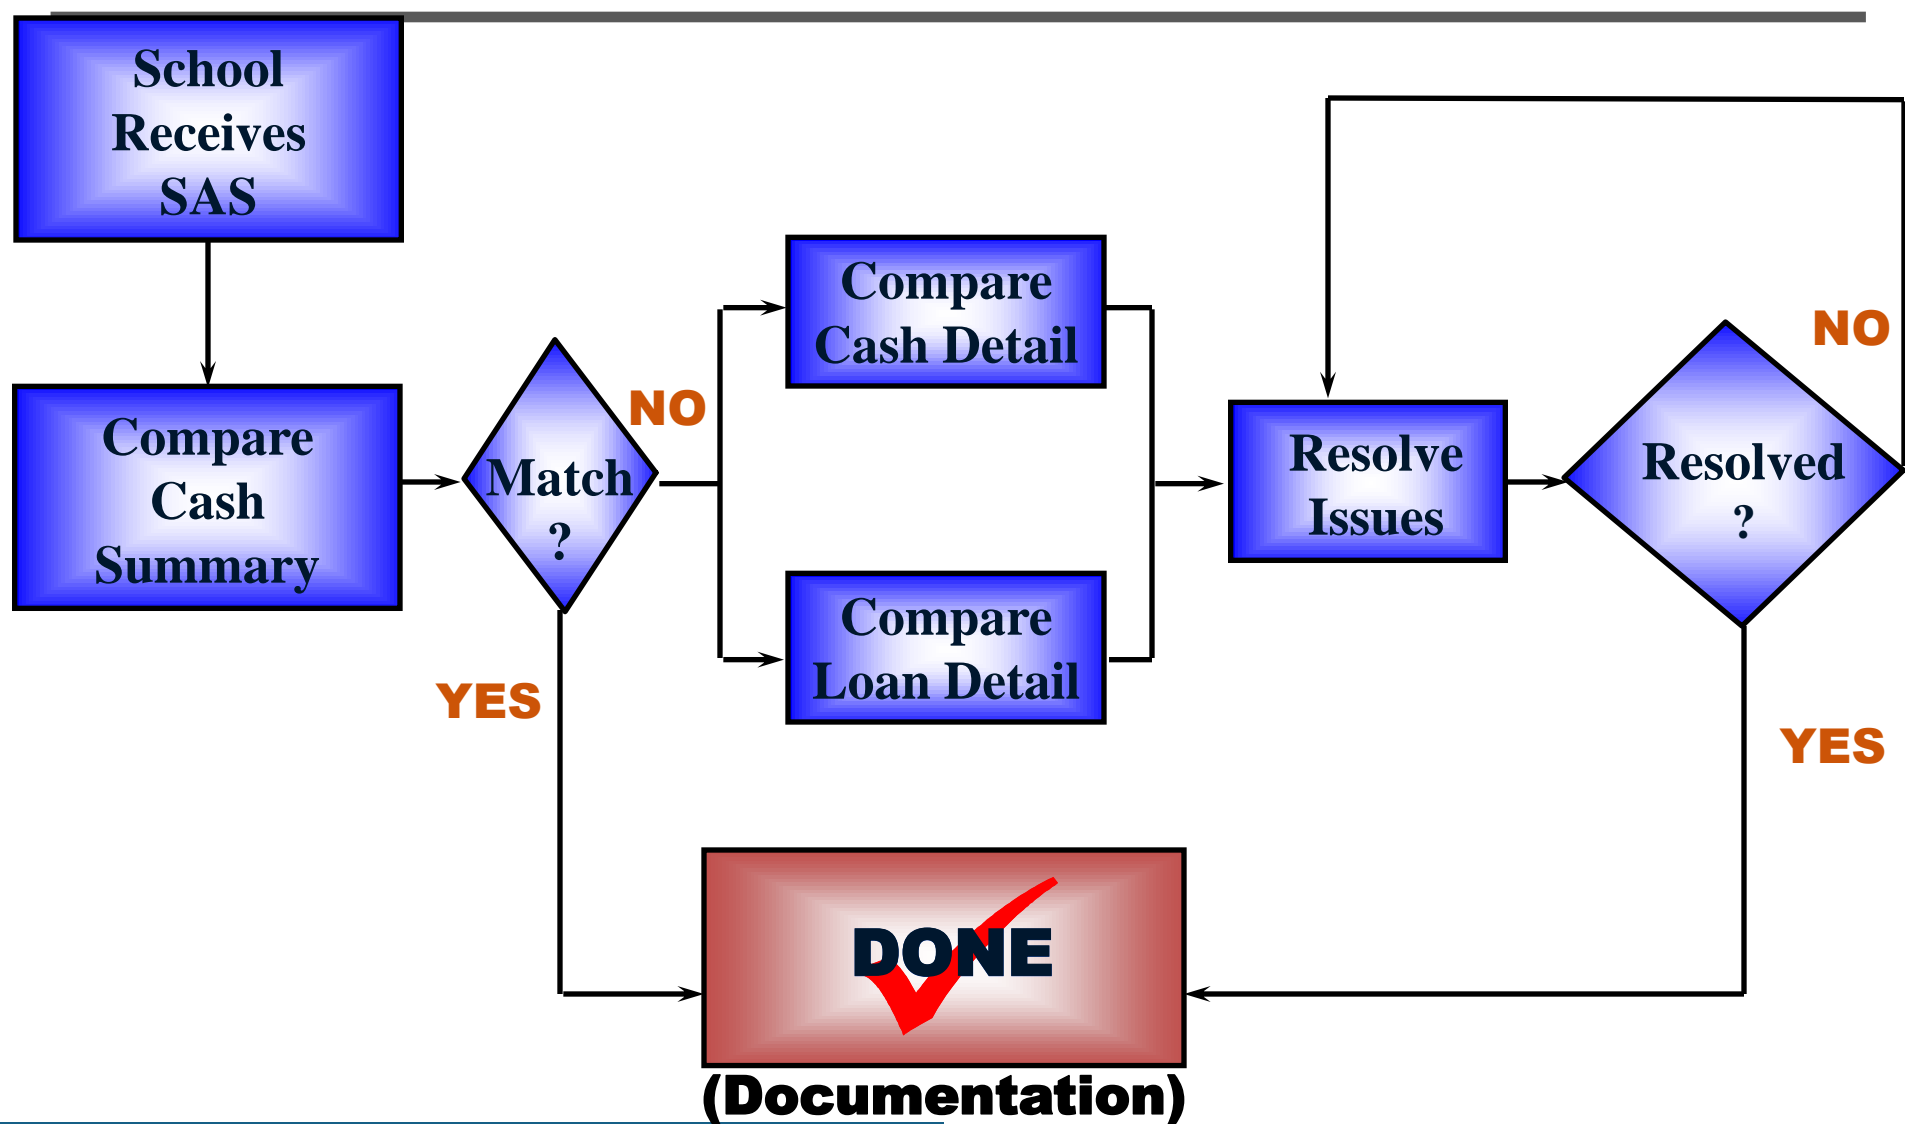 School
Receives
SAS
Compare
Cash
Summary
Match
?
NO
YES
Compare
Cash Detail
Compare
Loan Detail
Resolve
Issues
Resolved
?
NO
YES
DONE
(Documentation)